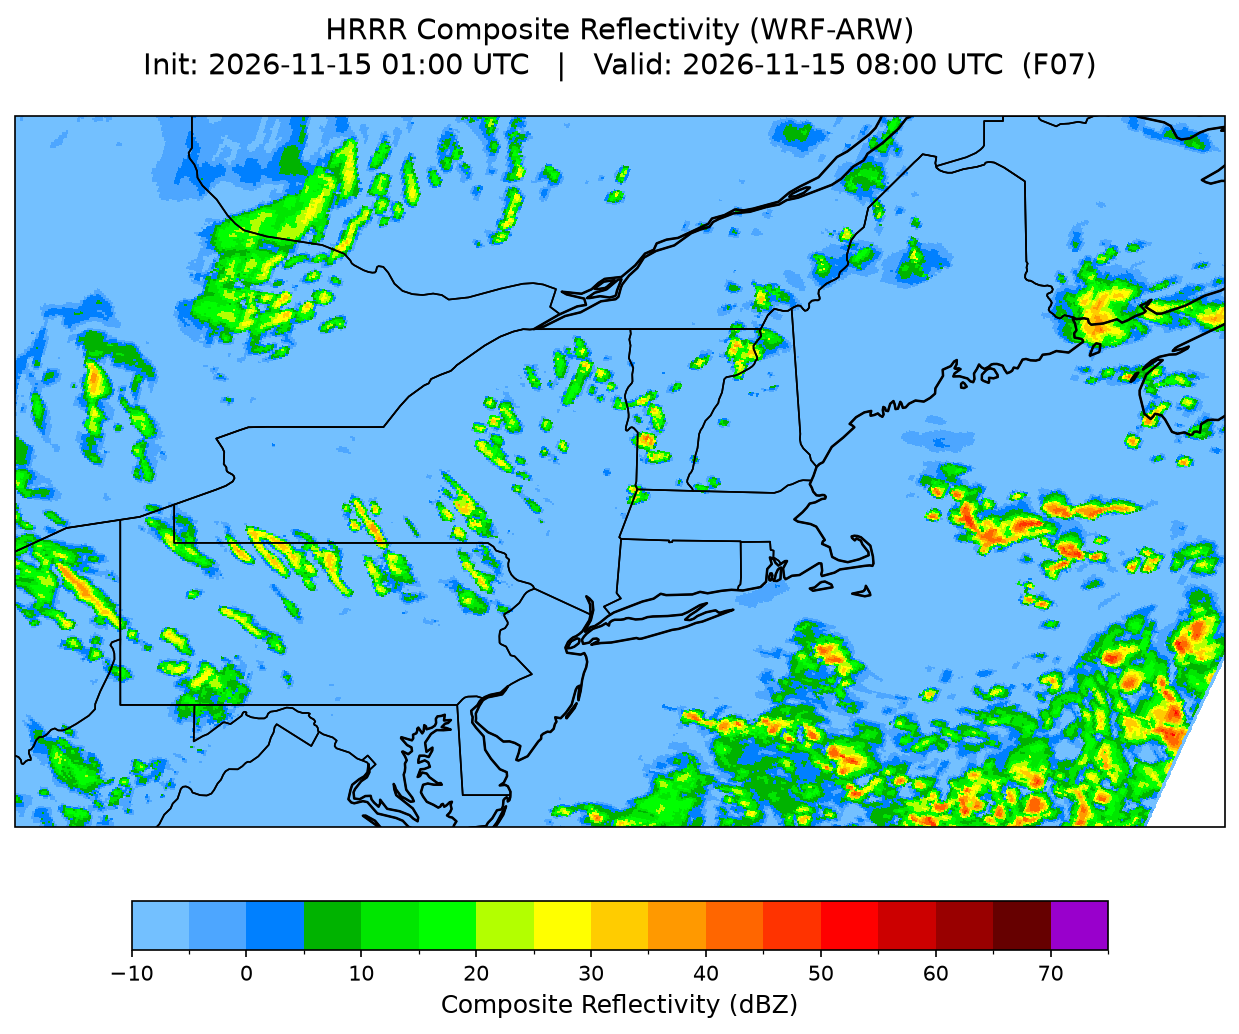 HRRR Composite Reflectivity (WRF-ARW)
Init: 2026-11-15 01:00 UTC | Valid: 2026-11-15 08:00 UTC (F07)
−10 0 10 20 30 40 50 60 70
Composite Reflectivity (dBZ)